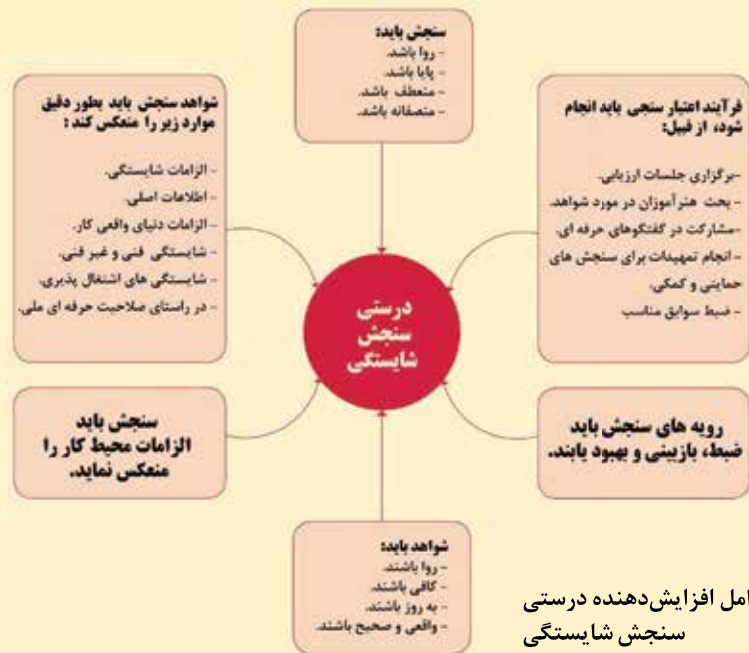 سنجش باید:
- روا باشد.
- پایا باشد.
- منعطف باشد.
- منصفانه باشد.
فرآیند اعتبار سنجی باید انجام
شود، از قبیل:
-برگزاری جلسات ارزیابی.
- بحث هنرآموزان در مورد شواهد.
-مشارکت در گفتگوهای حرفه ای.
- انجام تمهیدات برای سنجش های
حمایتی و کمکی.
- ضبط سوابق مناسب
شواهد سنجش باید بطور دقیق
موارد زیر را منعکس کند :
- الزامات شایستگی.
- اطلاعات اصلی.
- الزامات دنیای واقعی کار.
- شایستگی فنی و غیر فنی.
- شایستگی های اشتغال پذیری.
- در راستای صلاحیت حرفه ای ملی.
درستی
سنجش
شایستگی
رویه های سنجش باید
ضبط، بازبینی و بهبود یابند.
سنجش باید
الزامات محیط کار را
منعکس نماید.
شواهد باید:
- روا باشند.
- کافی باشند.
- به روز باشند.
- واقعی و صحیح باشند.
امل افزایش‌دهنده درستی
سنجش شایستگی